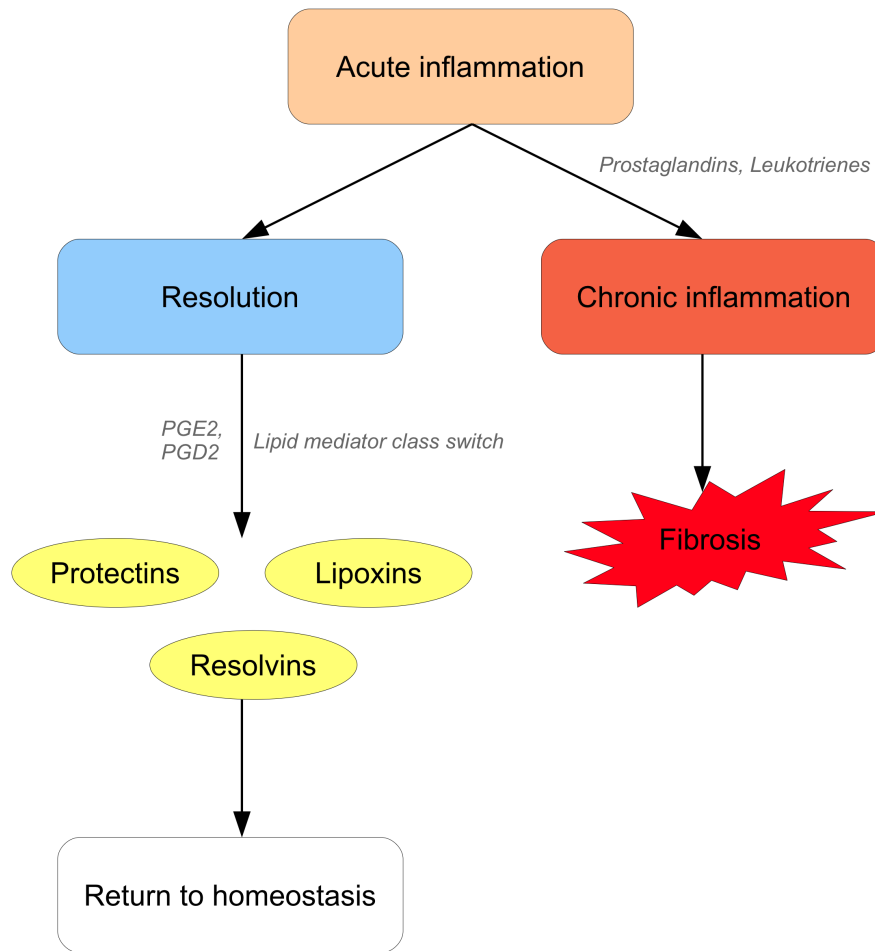 Acute inflammation
Prostaglandins, Leukotrienes
Resolution
Chronic inflammation
PGE2,
PGD2
Lipid mediator class switch
Fibrosis
Protectins
Lipoxins
Resolvins
Return to homeostasis